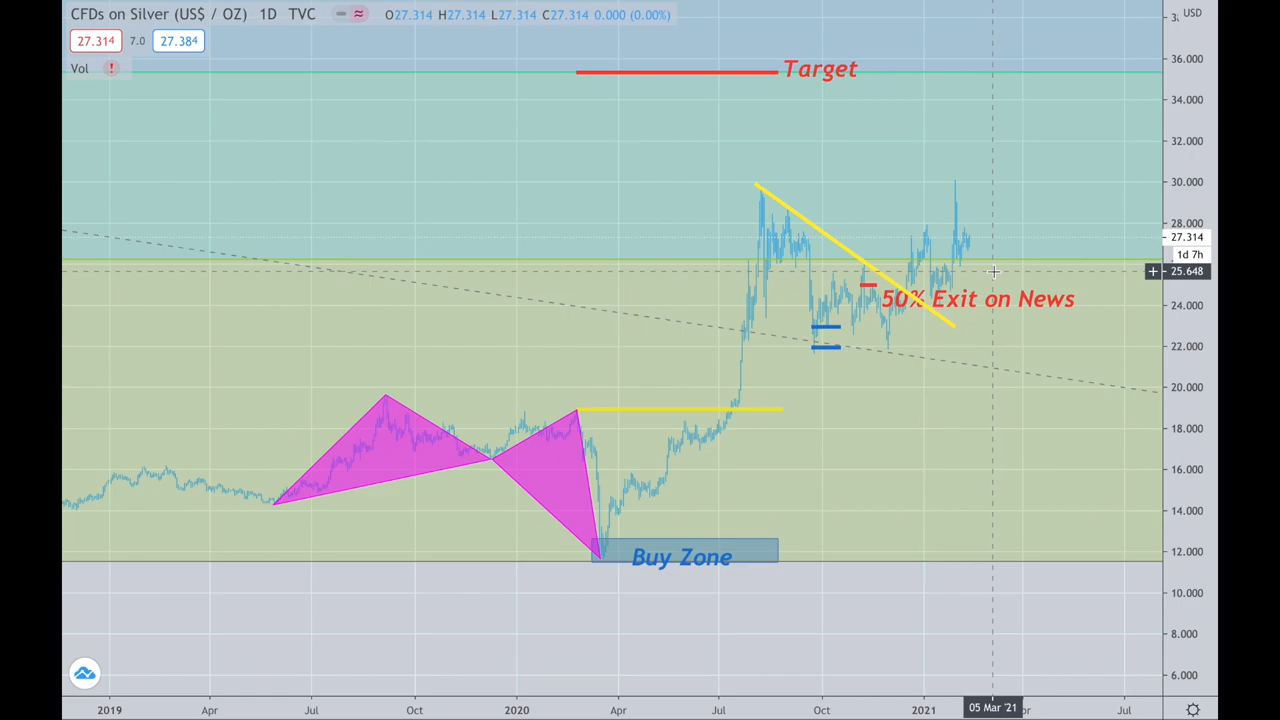 CFDs on Silver (US$ / OZ) 1D TVC O27.314 H27.314 L27.314 C27.314 0.000 (0.00%)
USD
27.314 7.0 27.384
Vol
Target
36.000
34.000
32.000
30.000
28.000
27.314
1d 7h
25.648
50% Exit on News
24.000
22.000
20.000
18.000
16.000
14.000
12.000
Buy Zone
10.000
8.000
6.000
2019 Apr Jul Oct 2020 Apr Jul Oct 2021 05 Mar '21 Jul